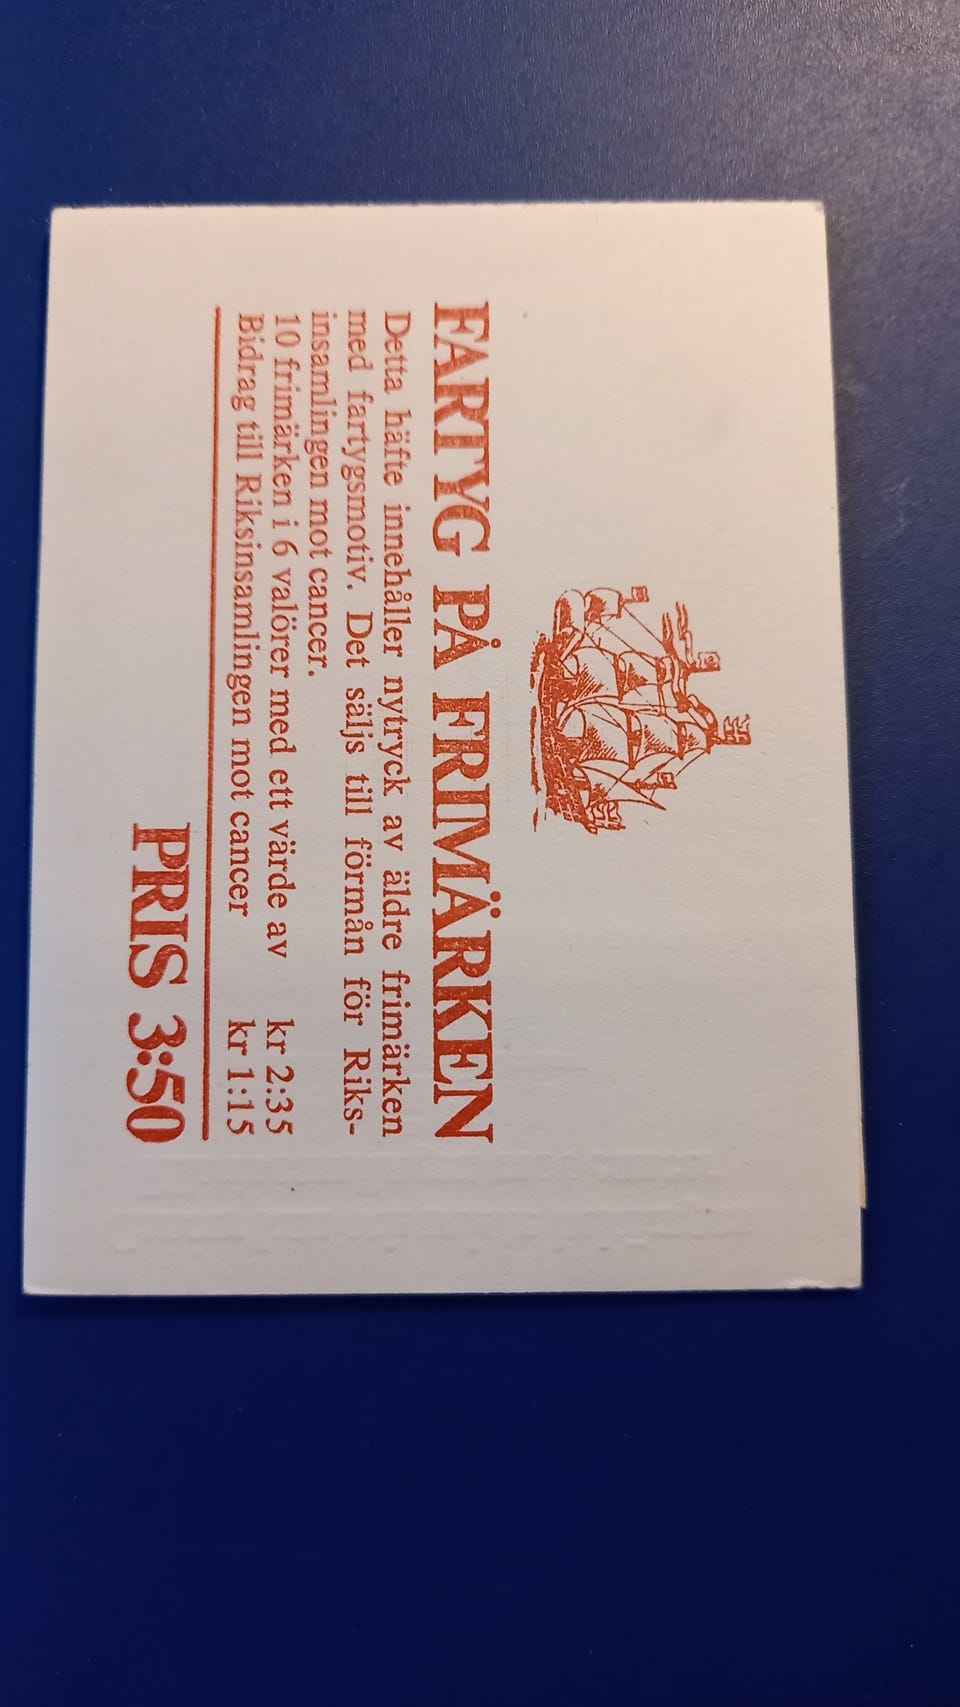 FARTYG PÅ FRIMÄRKEN
Detta häfte innehåller nytryck av äldre frimärken
med fartygsmotiv. Det säljs till förmån för Riks-
insamlingen mot cancer.
10 frimärken i 6 valörer med ett värde av kr 2:35
Bidrag till Riksinsamlingen mot cancer kr 1:15
PRIS 3:50